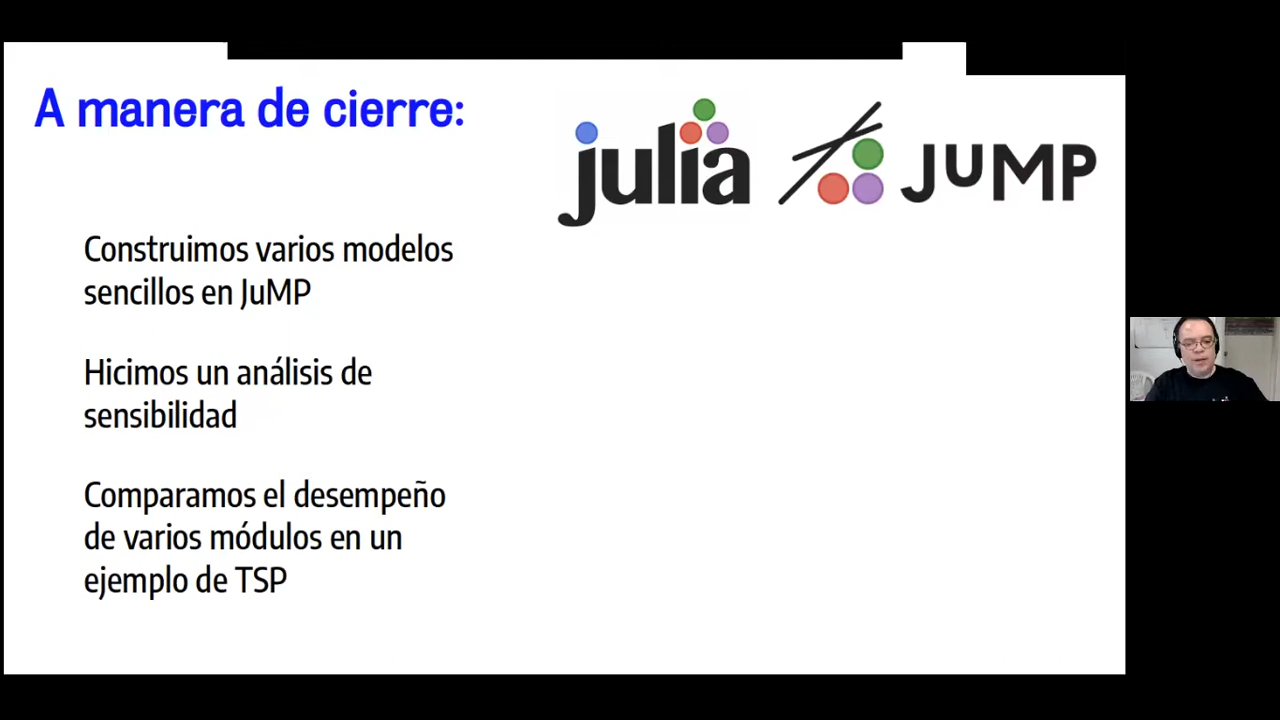 A manera de cierre:
julia
JuMP
Construimos varios modelos
sencillos en JuMP
Hicimos un análisis de
sensibilidad
Comparamos el desempeño
de varios módulos en un
ejemplo de TSP